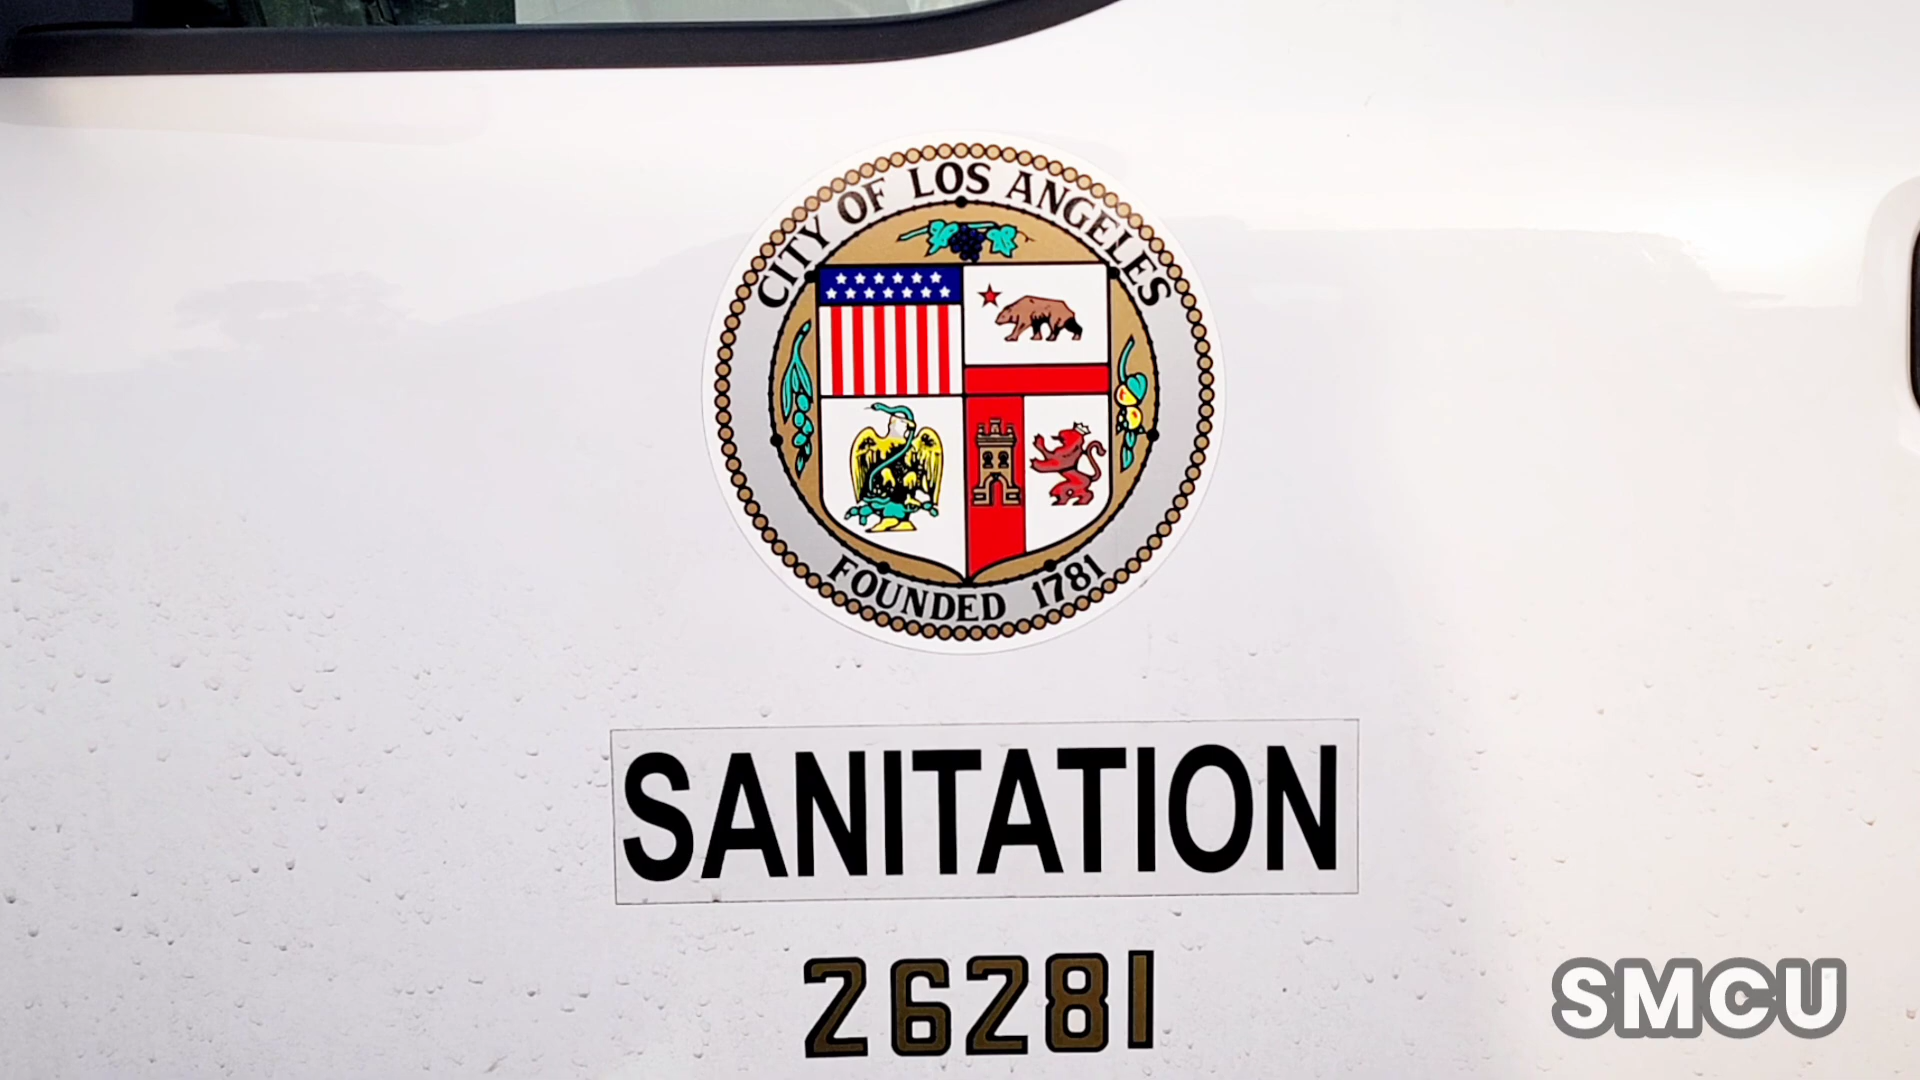 CITY OF LOS ANGELES
FOUNDED 1781
SANITATION
26281
SMCU